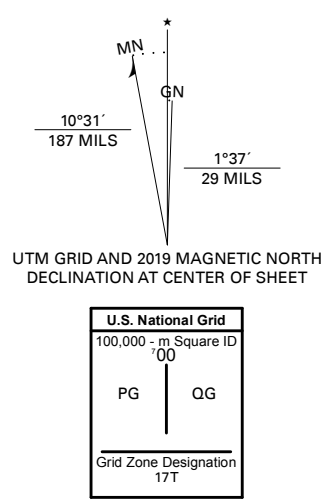 ★
MN
GN
10°31´
187 MILS
1°37´
29 MILS
UTM GRID AND 2019 MAGNETIC NORTH
DECLINATION AT CENTER OF SHEET
U.S. National Grid
100,000 - m Square ID
⁷00
PG QG
Grid Zone Designation
17T